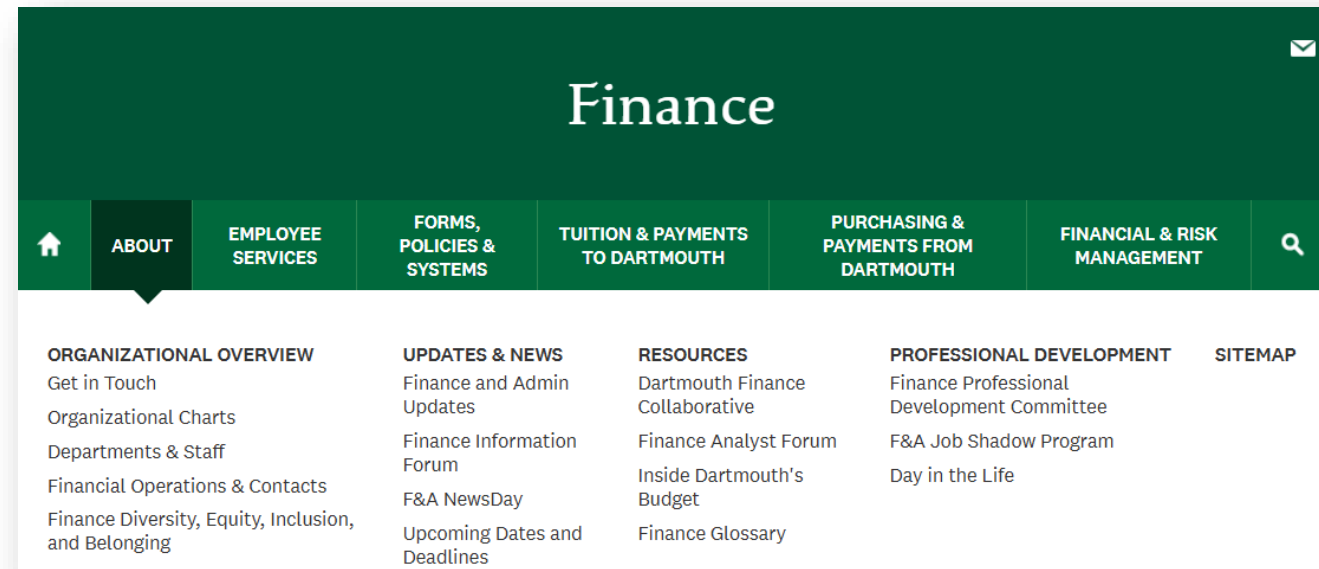 Finance
ABOUT
EMPLOYEE
SERVICES
FORMS,
POLICIES &
SYSTEMS
TUITION & PAYMENTS
TO DARTMOUTH
PURCHASING &
PAYMENTS FROM
DARTMOUTH
FINANCIAL & RISK
MANAGEMENT
ORGANIZATIONAL OVERVIEW
Get in Touch
Organizational Charts
Departments & Staff
Financial Operations & Contacts
Finance Diversity, Equity, Inclusion,
and Belonging
UPDATES & NEWS
Finance and Admin
Updates
Finance Information
Forum
F&A NewsDay
Upcoming Dates and
Deadlines
RESOURCES
Dartmouth Finance
Collaborative
Finance Analyst Forum
Inside Dartmouth's
Budget
Finance Glossary
PROFESSIONAL DEVELOPMENT
Finance Professional
Development Committee
F&A Job Shadow Program
Day in the Life
SITEMAP